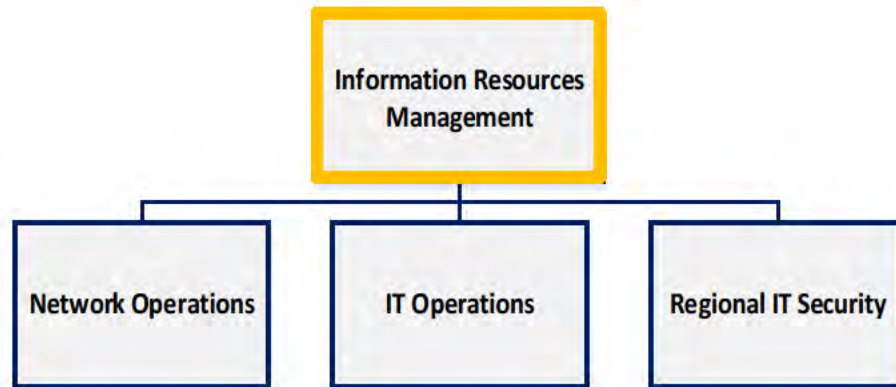 Information Resources
Management
Network Operations
IT Operations
Regional IT Security